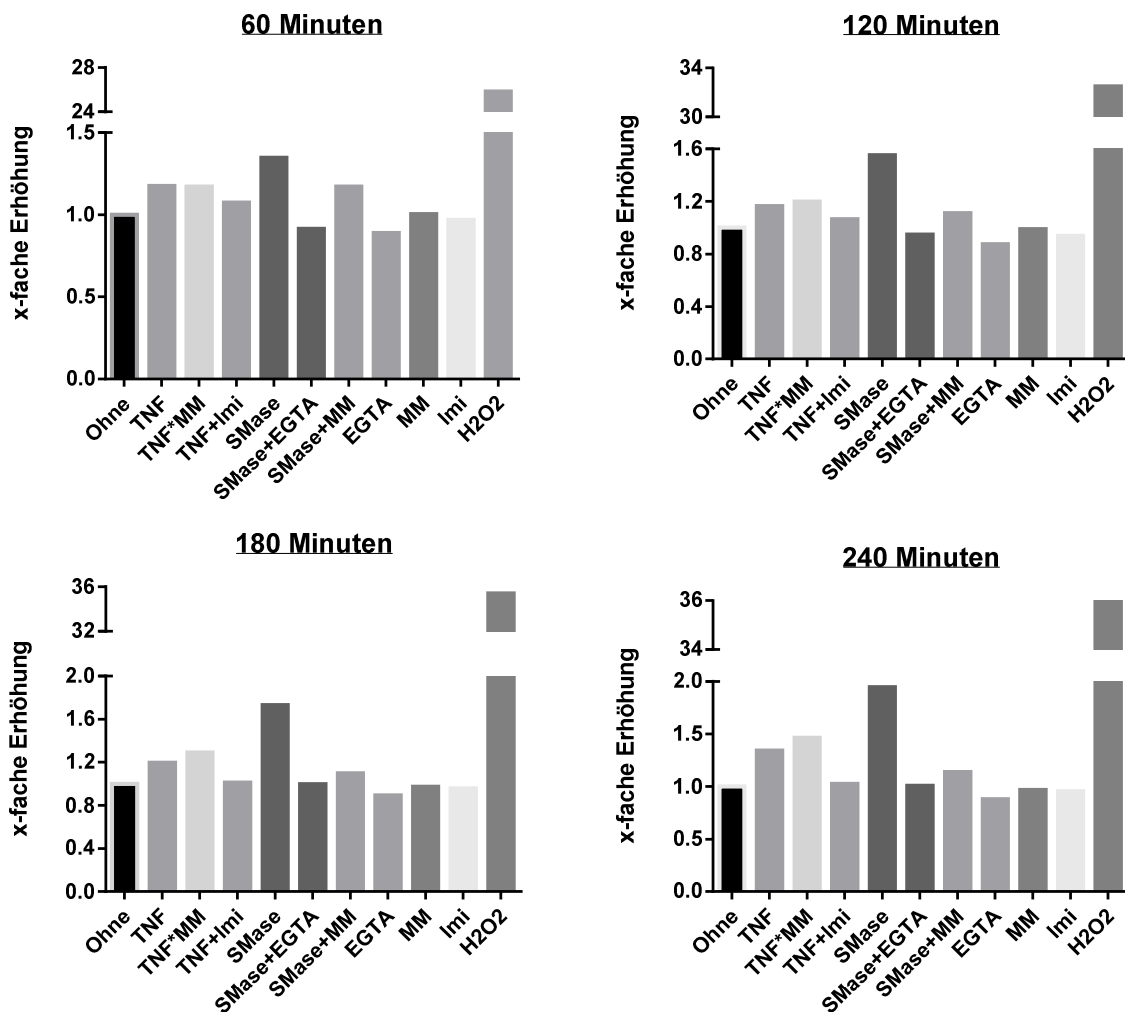 60 Minuten
x-fache Erhöhung
28
24
1.5
1.0
0.5
0.0
Ohne
TNF
TNF*MM
TNF+Imi
SMase
SMase+EGTA
SMase+MM
EGTA
MM
Imi
H2O2
120 Minuten
x-fache Erhöhung
34
30
1.6
1.2
0.8
0.4
0.0
Ohne
TNF
TNF*MM
TNF+Imi
SMase
SMase+EGTA
SMase+MM
EGTA
MM
Imi
H2O2
180 Minuten
x-fache Erhöhung
36
32
2.0
1.6
1.2
0.8
0.4
0.0
Ohne
TNF
TNF*MM
TNF+Imi
SMase
SMase+EGTA
SMase+MM
EGTA
MM
Imi
H2O2
240 Minuten
x-fache Erhöhung
36
34
2.0
1.5
1.0
0.5
0.0
Ohne
TNF
TNF*MM
TNF+Imi
SMase
SMase+EGTA
SMase+MM
EGTA
MM
Imi
H2O2